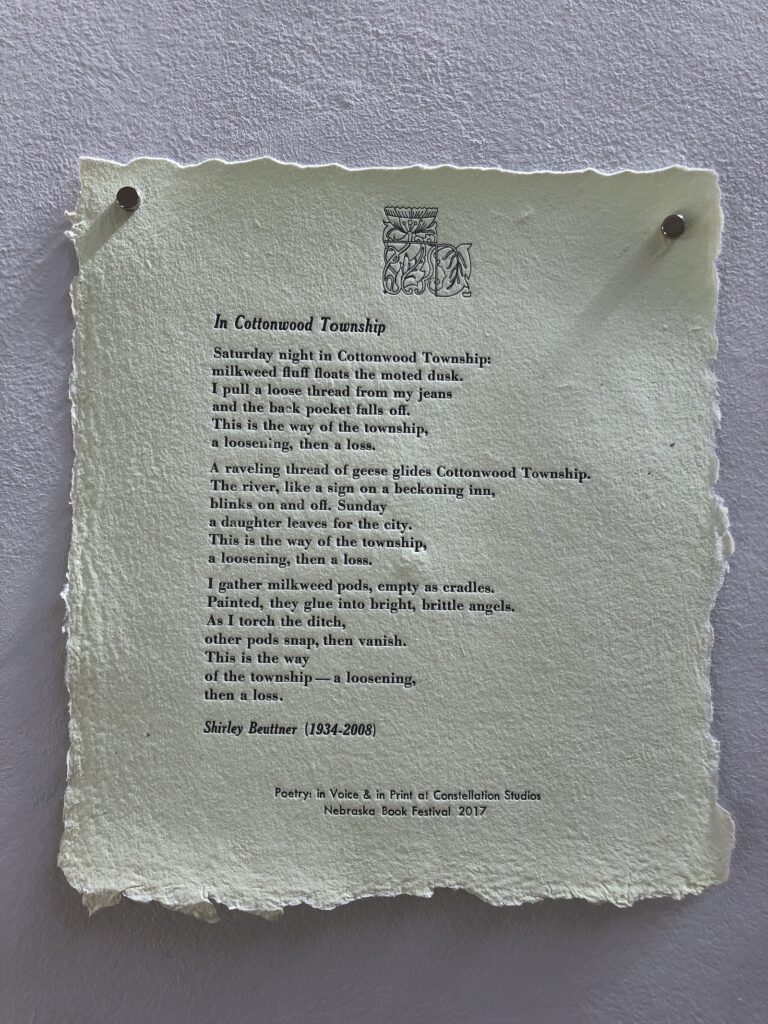 In Cottonwood Township
Saturday night in Cottonwood Township:
milkweed fluff floats the moted dusk.
I pull a loose thread from my jeans
and the back pocket falls off.
This is the way of the township,
a loosening, then a loss.
A raveling thread of geese glides Cottonwood Township.
The river, like a sign on a beckoning inn,
blinks on and off. Sunday
a daughter leaves for the city.
This is the way of the township,
a loosening, then a loss.
I gather milkweed pods, empty as cradles.
Painted, they glue into bright, brittle angels.
As I torch the ditch,
other pods snap, then vanish.
This is the way
of the township — a loosening,
then a loss.
Shirley Beuttner (1934-2008)
Poetry: in Voice & in Print at Constellation Studios
Nebraska Book Festival 2017